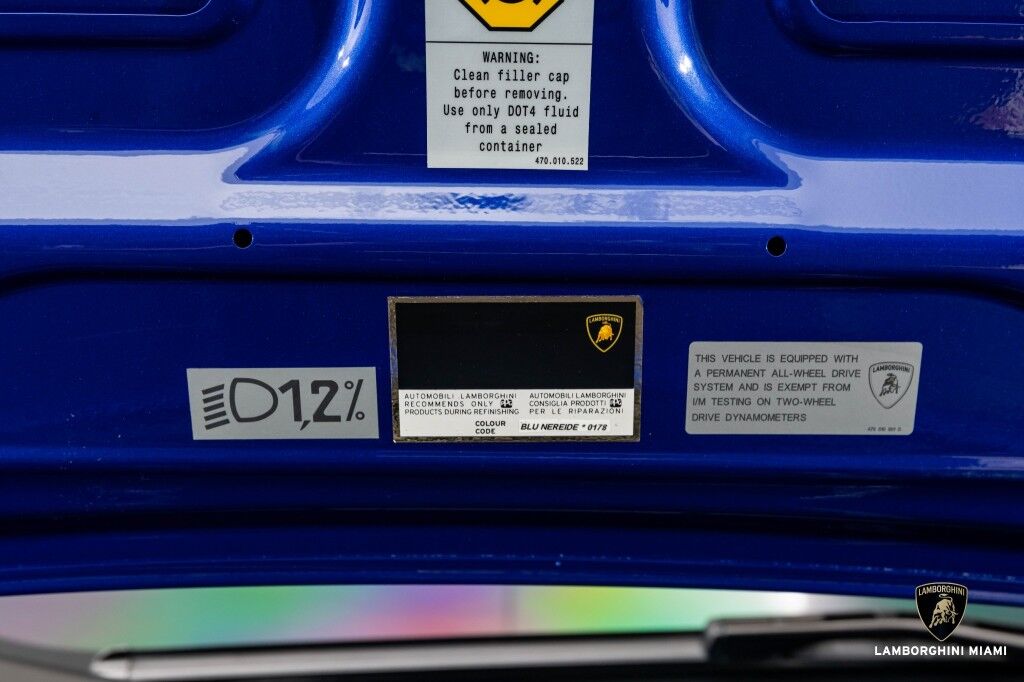 WARNING:
Clean filler cap
before removing.
Use only DOT4 fluid
from a sealed
container
470.010.522
1,2%
LAMBORGHINI
AUTOMOBILI LAMBORGHINI
RECOMMENDS ONLY PPG
PRODUCTS DURING REFINISHING
AUTOMOBILI LAMBORGHINI
CONSIGLIA PRODOTTI PPG
PER LE RIPARAZIONI
COLOUR
CODE
BLU NEREIDE * 0178
THIS VEHICLE IS EQUIPPED WITH
A PERMANENT ALL-WHEEL DRIVE
SYSTEM AND IS EXEMPT FROM
I/M TESTING ON TWO-WHEEL
DRIVE DYNAMOMETERS
LAMBORGHINI
LAMBORGHINI
LAMBORGHINI MIAMI